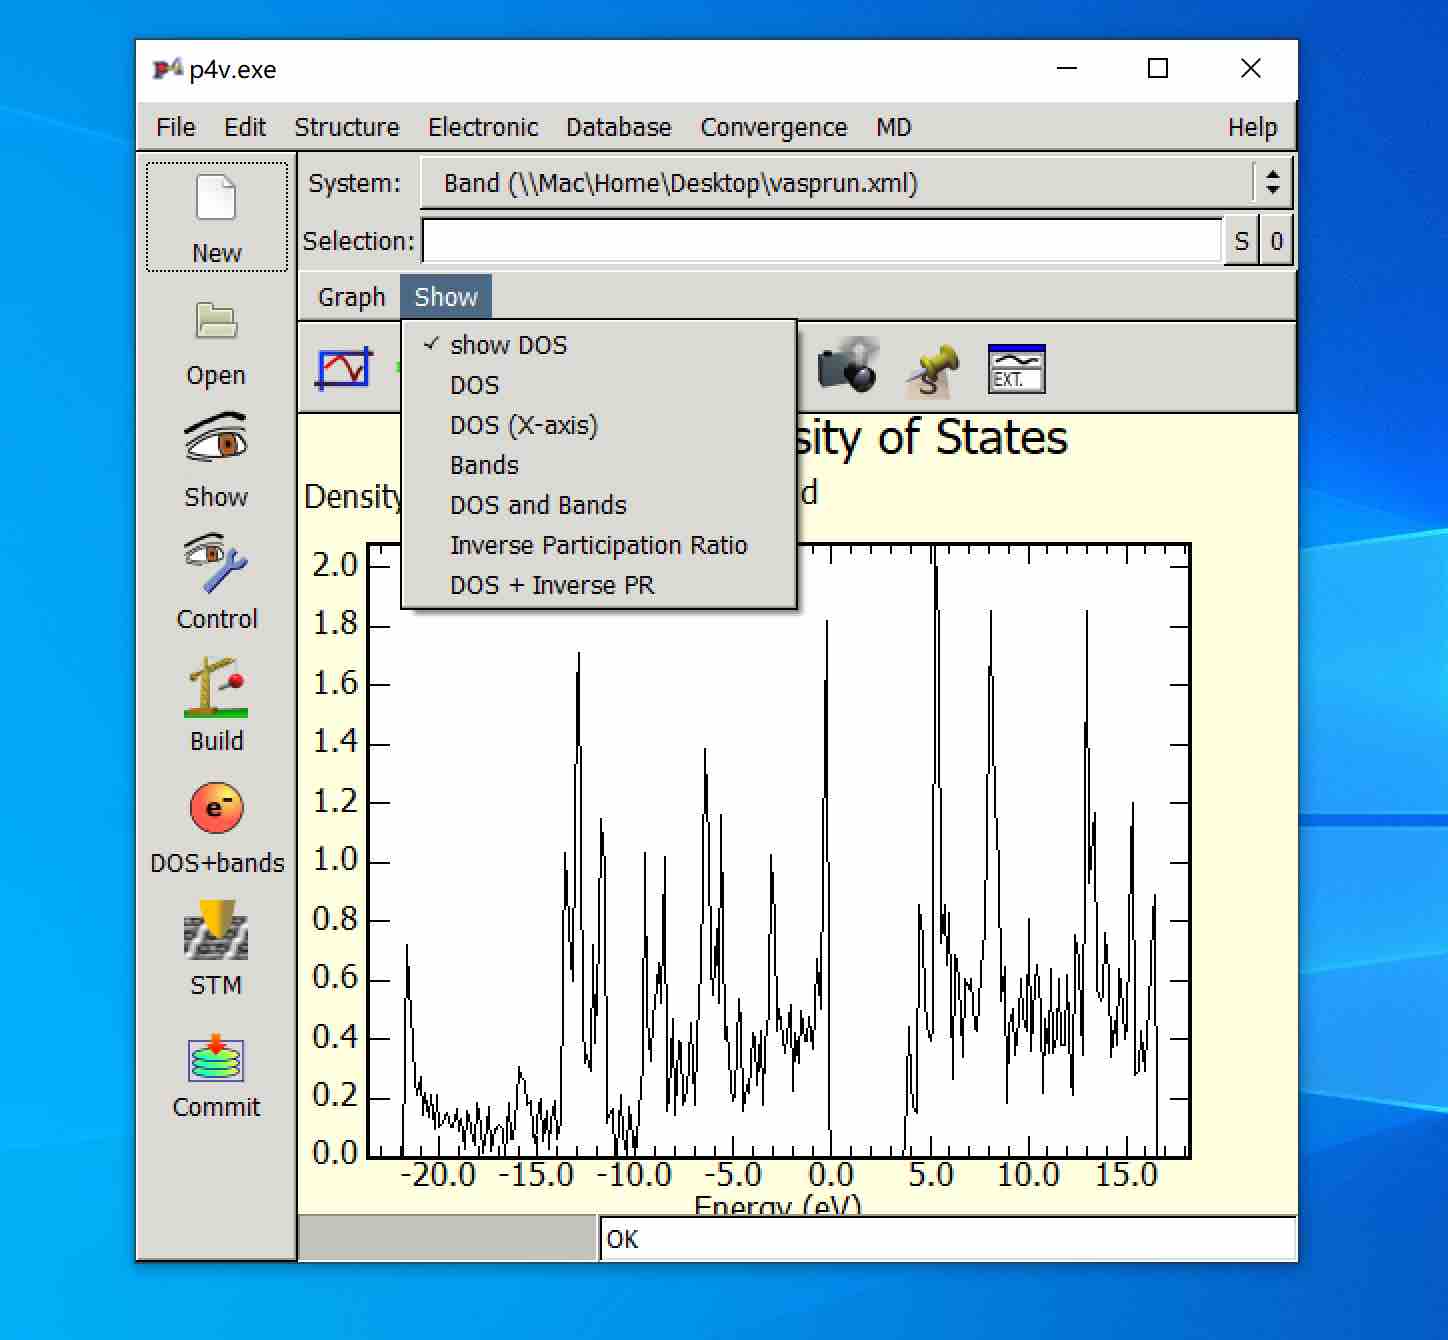 p4v.exe
File Edit Structure Electronic Database Convergence MD Help
System: Band (\\Mac\Home\Desktop\vasprun.xml)
Selection: S 0
Graph Show
New
Open
Show
Control
Build
e-
DOS+bands
STM
Commit
✓ show DOS
DOS
DOS (X-axis)
Bands
DOS and Bands
Inverse Participation Ratio
DOS + Inverse PR
S
EXT.
sity of States
Density
d
2.0
1.8
1.6
1.4
1.2
1.0
0.8
0.6
0.4
0.2
0.0
-20.0 -15.0 -10.0 -5.0 0.0 5.0 10.0 15.0
Energy (eV)
OK